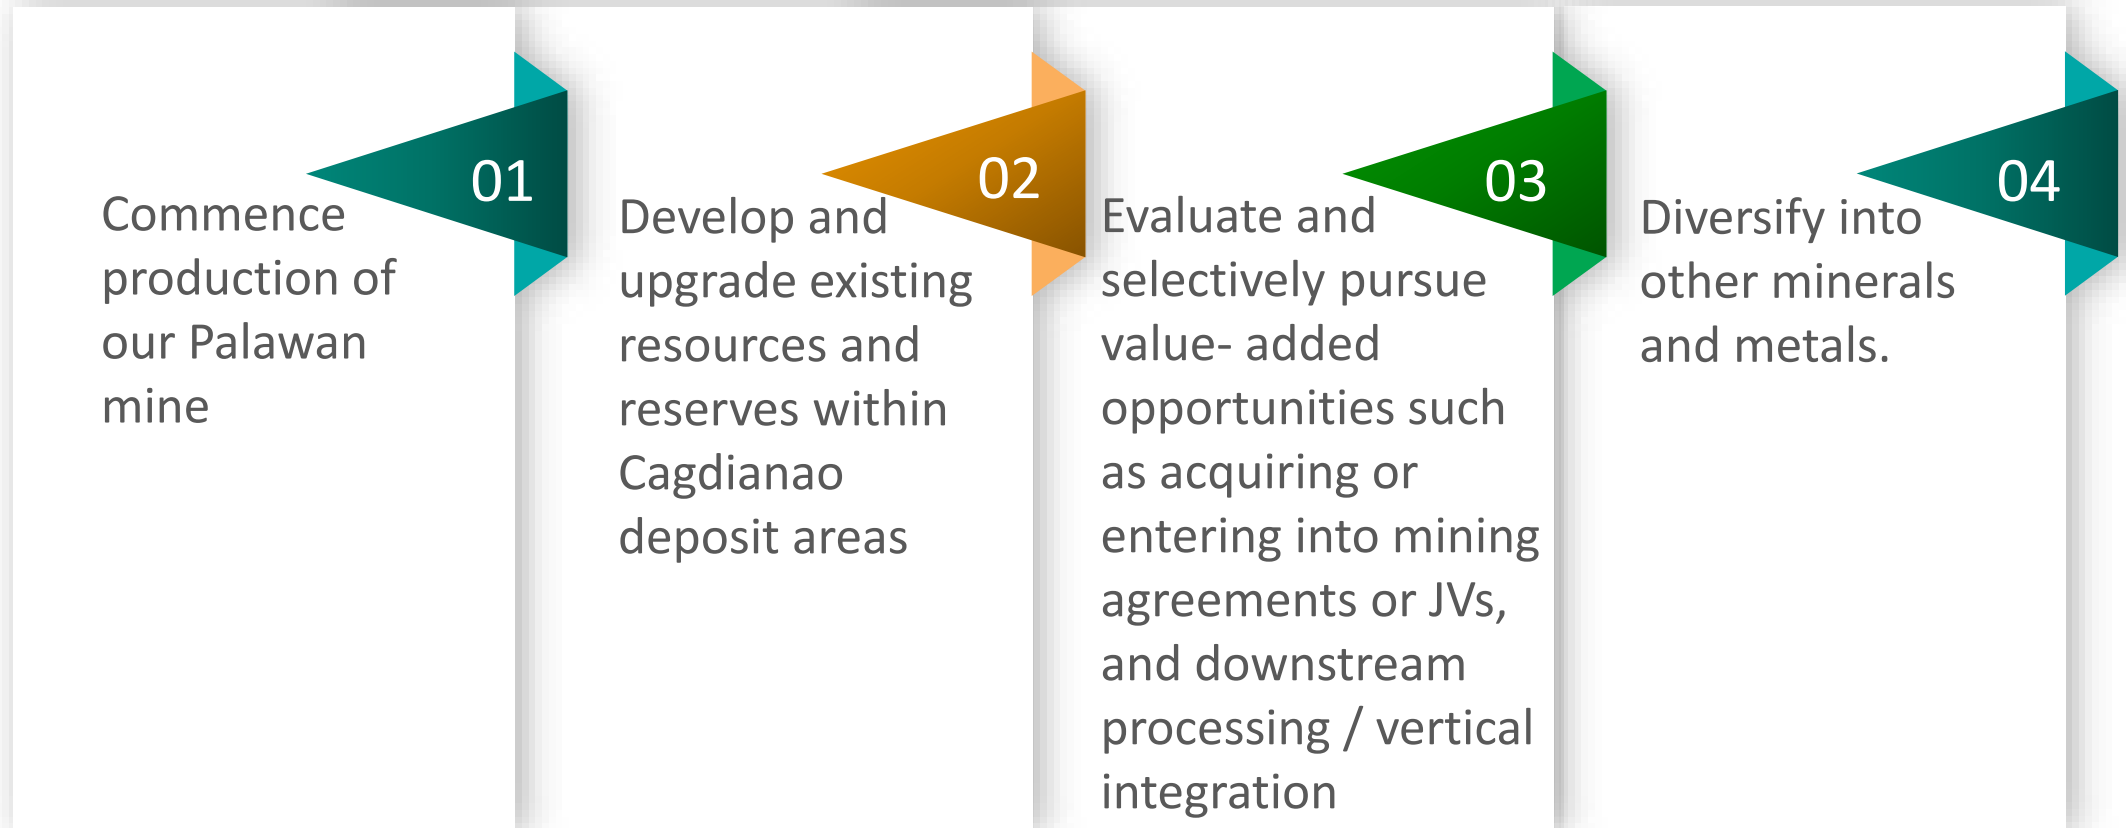 01
Commence
production of
our Palawan
mine
02
Develop and
upgrade existing
resources and
reserves within
Cagdianao
deposit areas
03
Evaluate and
selectively pursue
value- added
opportunities such
as acquiring or
entering into mining
agreements or JVs,
and downstream
processing / vertical
integration
04
Diversify into
other minerals
and metals.